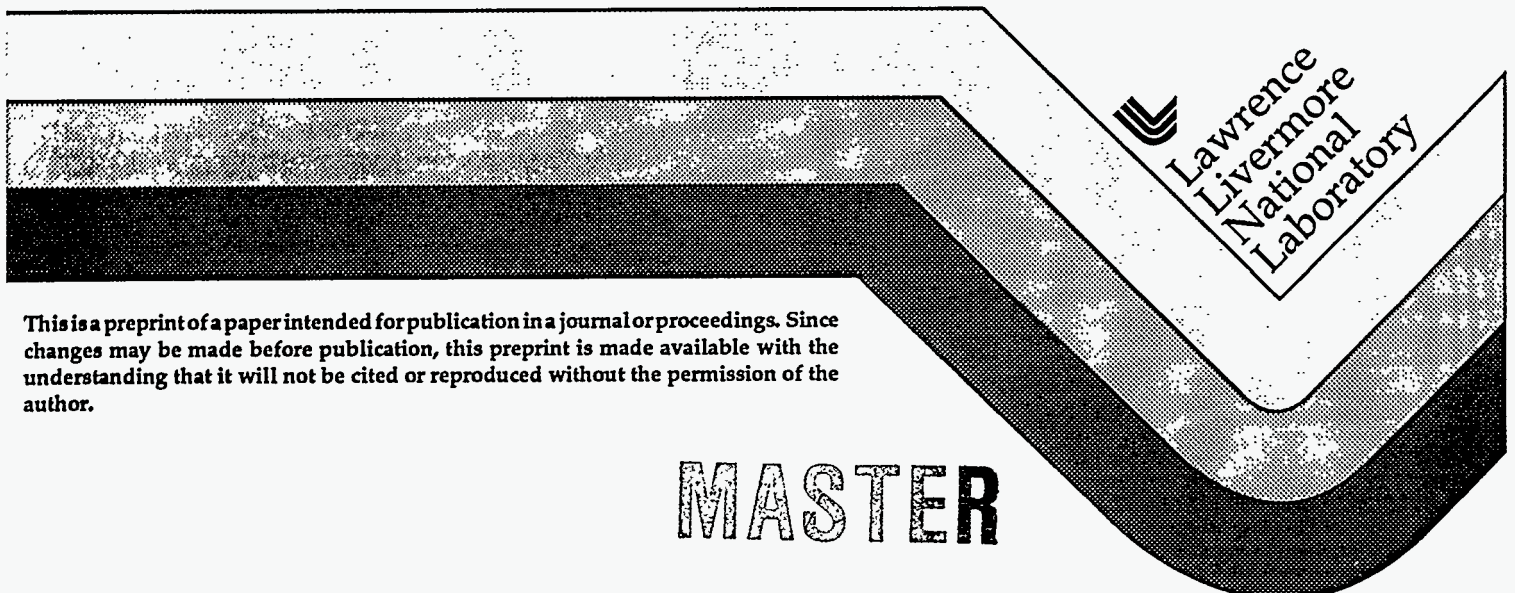 Lawrence
Livermore
National
Laboratory
This is a preprint of a paper intended for publication in a journal or proceedings. Since
changes may be made before publication, this preprint is made available with the
understanding that it will not be cited or reproduced without the permission of the
author.
MASTER